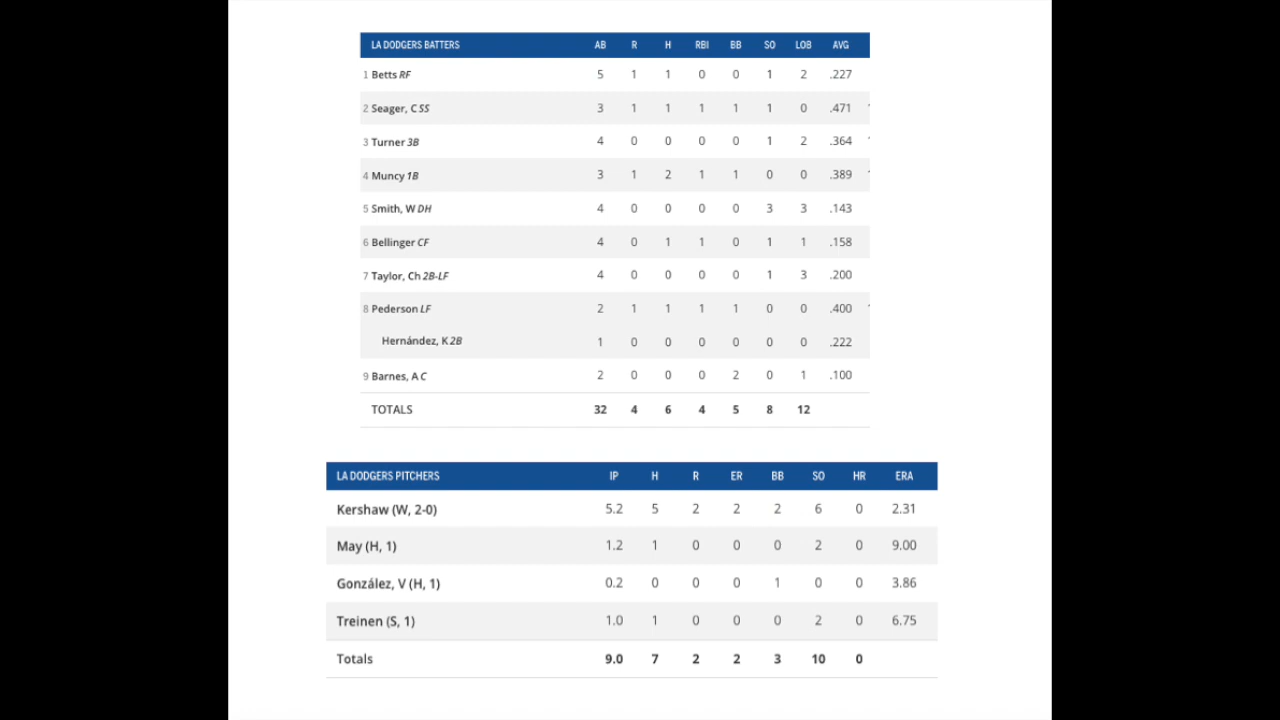 LA DODGERS BATTERS AB R H RBI BB SO LOB AVG
1 Betts RF 5 1 1 0 0 1 2 .227
2 Seager, C SS 3 1 1 1 1 1 0 .471
3 Turner 3B 4 0 0 0 0 1 2 .364
4 Muncy 1B 3 1 2 1 1 0 0 .389
5 Smith, W DH 4 0 0 0 0 3 3 .143
6 Bellinger CF 4 0 1 1 0 1 1 .158
7 Taylor, Ch 2B-LF 4 0 0 0 0 1 3 .200
8 Pederson LF 2 1 1 1 1 0 0 .400
Hernández, K 2B 1 0 0 0 0 0 0 .222
9 Barnes, A C 2 0 0 0 2 0 1 .100
TOTALS 32 4 6 4 5 8 12
LA DODGERS PITCHERS IP H R ER BB SO HR ERA
Kershaw (W, 2-0) 5.2 5 2 2 2 6 0 2.31
May (H, 1) 1.2 1 0 0 0 2 0 9.00
González, V (H, 1) 0.2 0 0 0 1 0 0 3.86
Treinen (S, 1) 1.0 1 0 0 0 2 0 6.75
Totals 9.0 7 2 2 3 10 0